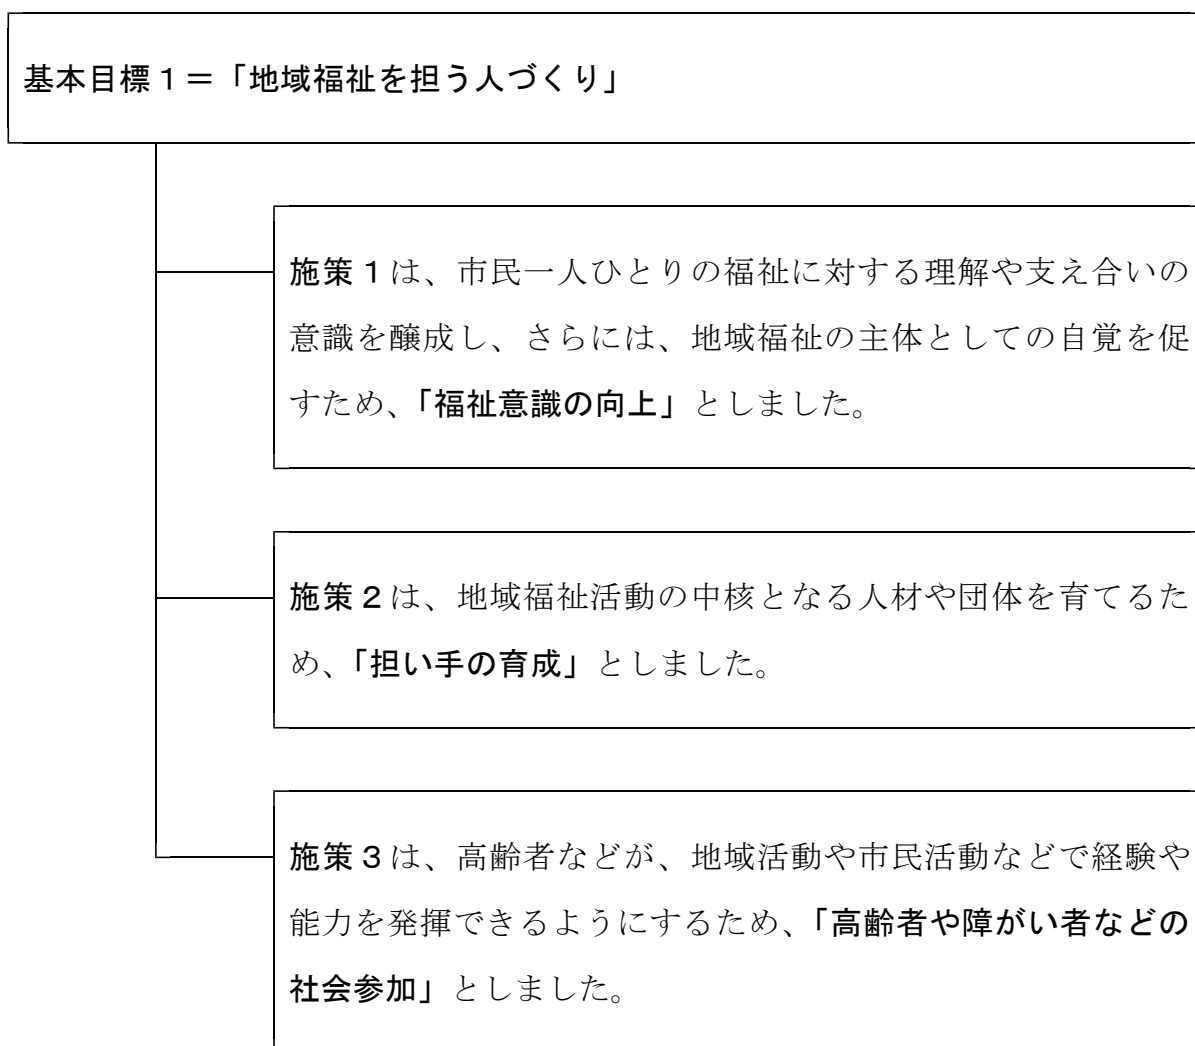 基本目標１＝「地域福祉を担う人づくり」
施策１は、市民一人ひとりの福祉に対する理解や支え合いの
意識を醸成し、さらには、地域福祉の主体としての自覚を促
すため、「福祉意識の向上」としました。
施策２は、地域福祉活動の中核となる人材や団体を育てるた
め、「担い手の育成」としました。
施策３は、高齢者などが、地域活動や市民活動などで経験や
能力を発揮できるようにするため、「高齢者や障がい者などの
社会参加」としました。